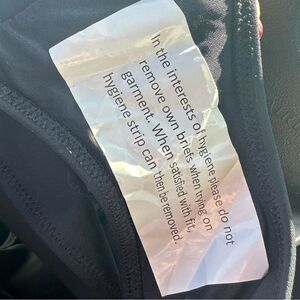 In the interests of hygiene please do not
remove own briefs when trying on
garment. When satisfied with fit,
hygiene strip can then be removed.